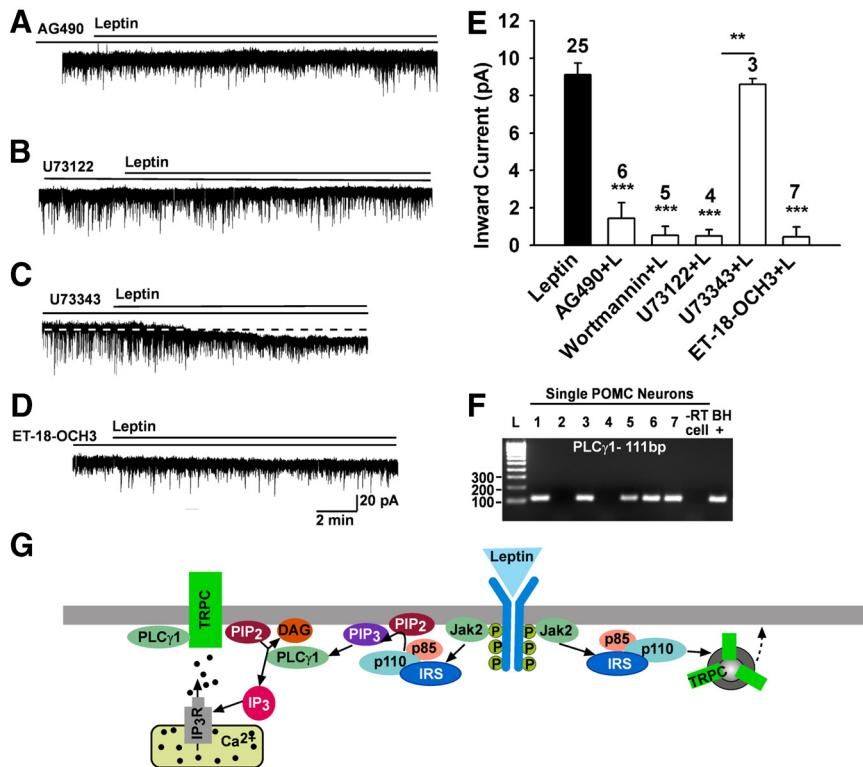 A
AG490
Leptin
B
U73122
Leptin
C
U73343
Leptin
D
ET-18-OCH3
Leptin
20 pA
2 min
E
Inward Current (pA)
12
10
8
6
4
2
0
25
6
***
5
***
4
***
**
3
7
***
Leptin
AG490+L
Wortmannin+L
U73122+L
U73343+L
ET-18-OCH3+L
F
Single POMC Neurons
L 1 2 3 4 5 6 7 -RT cell BH +
PLCγ1- 111bp
300
200
100
G
Leptin
TRPC
PLCγ1
PIP2
DAG
PLCγ1
IP3
IP3R
Ca2+
PIP3
PIP2
p85
p110
IRS
Jak2
P
P
P
P
P
P
Jak2
p85
p110
IRS
TRPC